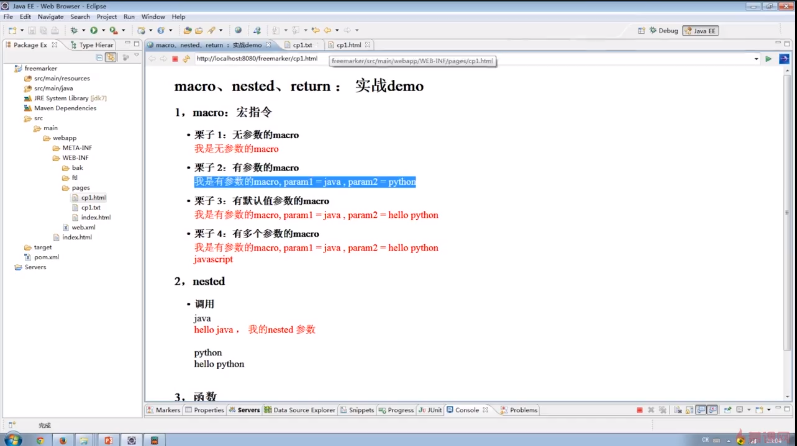 Java EE - Web Browser - Eclipse
File Edit Navigate Search Project Run Window Help
Debug Java EE
Package Ex Type Hierar
macro、nested、return ：实战demo cp1.txt cp1.html
http://localhost:8080/freemarker/cp1.html
freemarker/src/main/webapp/WEB-INF/pages/cp1.html
freemarker
src/main/resources
src/main/java
JRE System Library [jdk7]
Maven Dependencies
src
main
webapp
META-INF
WEB-INF
bak
ftl
pages
cp1.html
cp1.txt
index.html
web.xml
index.html
target
pom.xml
Servers
macro、nested、return ： 实战demo
1，macro：宏指令
• 栗子 1：无参数的macro
我是无参数的macro
• 栗子 2：有参数的macro
我是有参数的macro, param1 = java , param2 = python
• 栗子 3：有默认值参数的macro
我是有参数的macro, param1 = java , param2 = hello python
• 栗子 4：有多个参数的macro
我是有参数的macro, param1 = java , param2 = hello python
javascript
2，nested
• 调用
java
hello java ， 我的nested 参数
python
hello python
3，函数
Markers Properties Servers Data Source Explorer Snippets Progress JUnit Console Problems
完成
CH